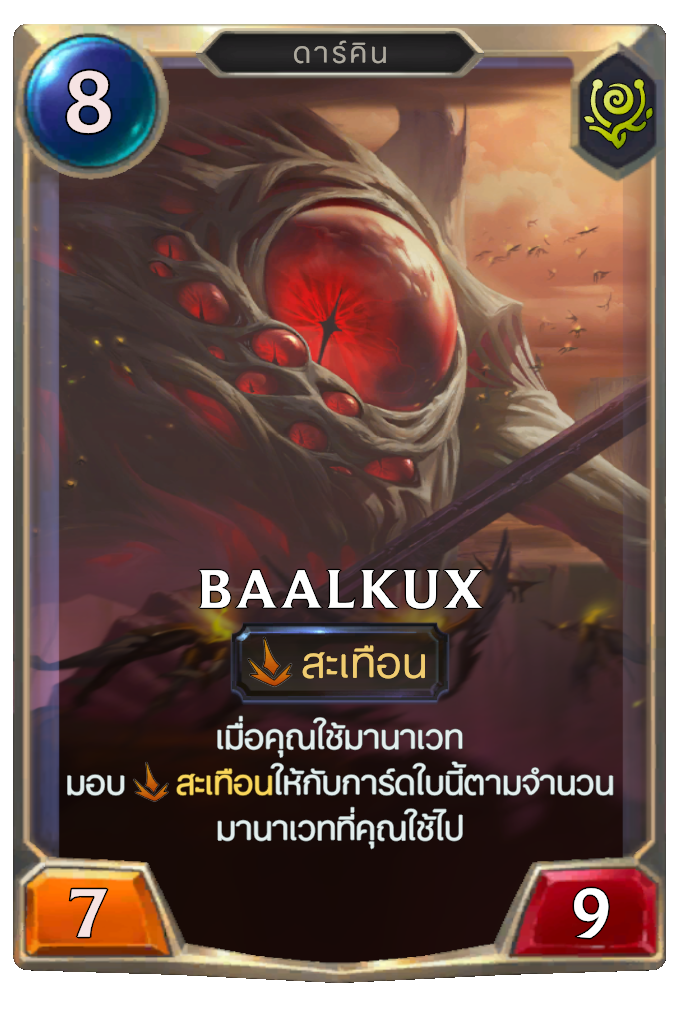 ดาร์คิน
8
BAALKUX
สะเทือน
เมื่อคุณใช้มานาเวท
มอบ สะเทือนให้กับการ์ดใบนี้ตามจำนวน
มานาเวทที่คุณใช้ไป
7
9